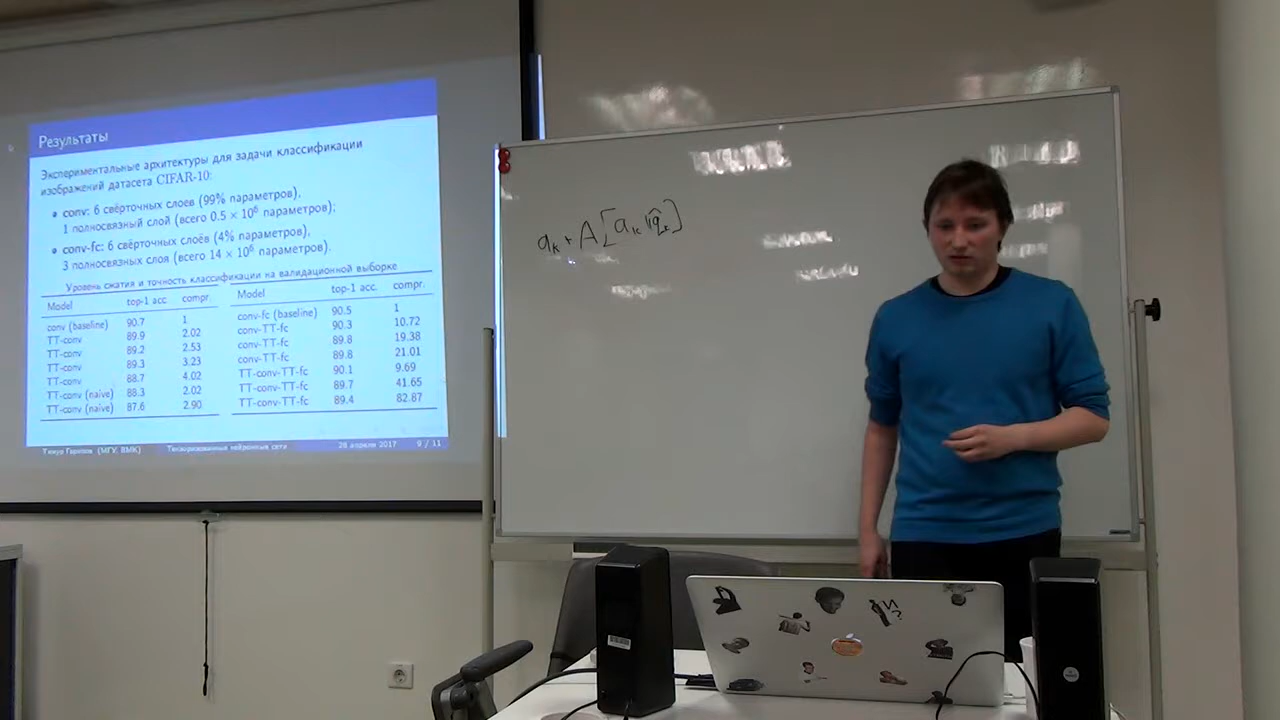 Результаты
Экспериментальные архитектуры для задачи классификации
изображений датасета CIFAR-10:
• conv: 6 свёрточных слоев (99% параметров),
1 полносвязный слой (всего 0.5 × 10⁶ параметров);
• conv-fc: 6 свёрточных слоёв (4% параметров),
3 полносвязных слоя (всего 14 × 10⁶ параметров).
Уровень сжатия и точность классификации на валидационной выборке
Model top-1 acc. compr.
conv (baseline) 90.7 1
TT-conv 89.9 2.02
TT-conv 89.2 2.53
TT-conv 89.3 3.23
TT-conv 88.7 4.02
TT-conv (naive) 88.3 2.02
TT-conv (naive) 87.6 2.90
Model top-1 acc. compr.
conv-fc (baseline) 90.5 1
conv-TT-fc 90.3 10.72
conv-TT-fc 89.8 19.38
conv-TT-fc 89.8 21.01
TT-conv-TT-fc 90.1 9.69
TT-conv-TT-fc 89.7 41.65
TT-conv-TT-fc 89.4 82.87
Тимур Гарипов (МГУ, ВМК) Тензоризованные нейронные сети 28 апреля 2017 9 / 11
И
?